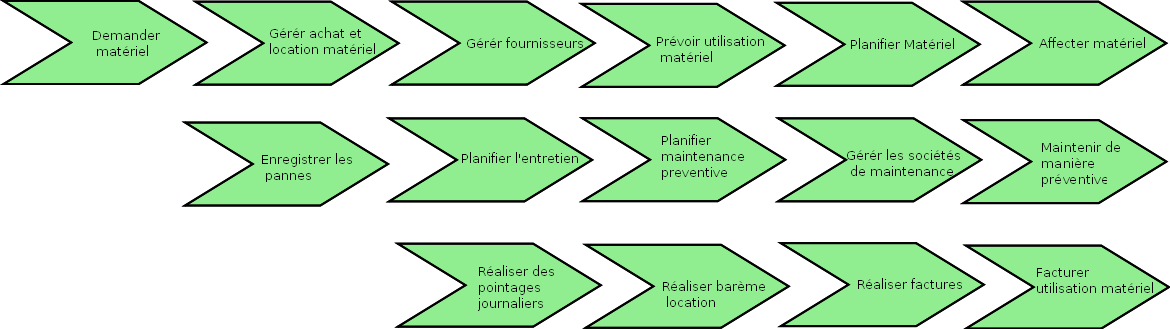 Demander
matériel
Gérér achat et
location matériel
Gérér fournisseurs
Prévoir utilisation
matériel
Planifier Matériel
Affecter matériel
Enregistrer les
pannes
Planifier l'entretien
Planifier
maintenance
preventive
Gérér les sociétés
de maintenance
Maintenir de
manière
préventive
Réaliser des
pointages
journaliers
Réaliser barème
location
Réaliser factures
Facturer
utilisation matériel